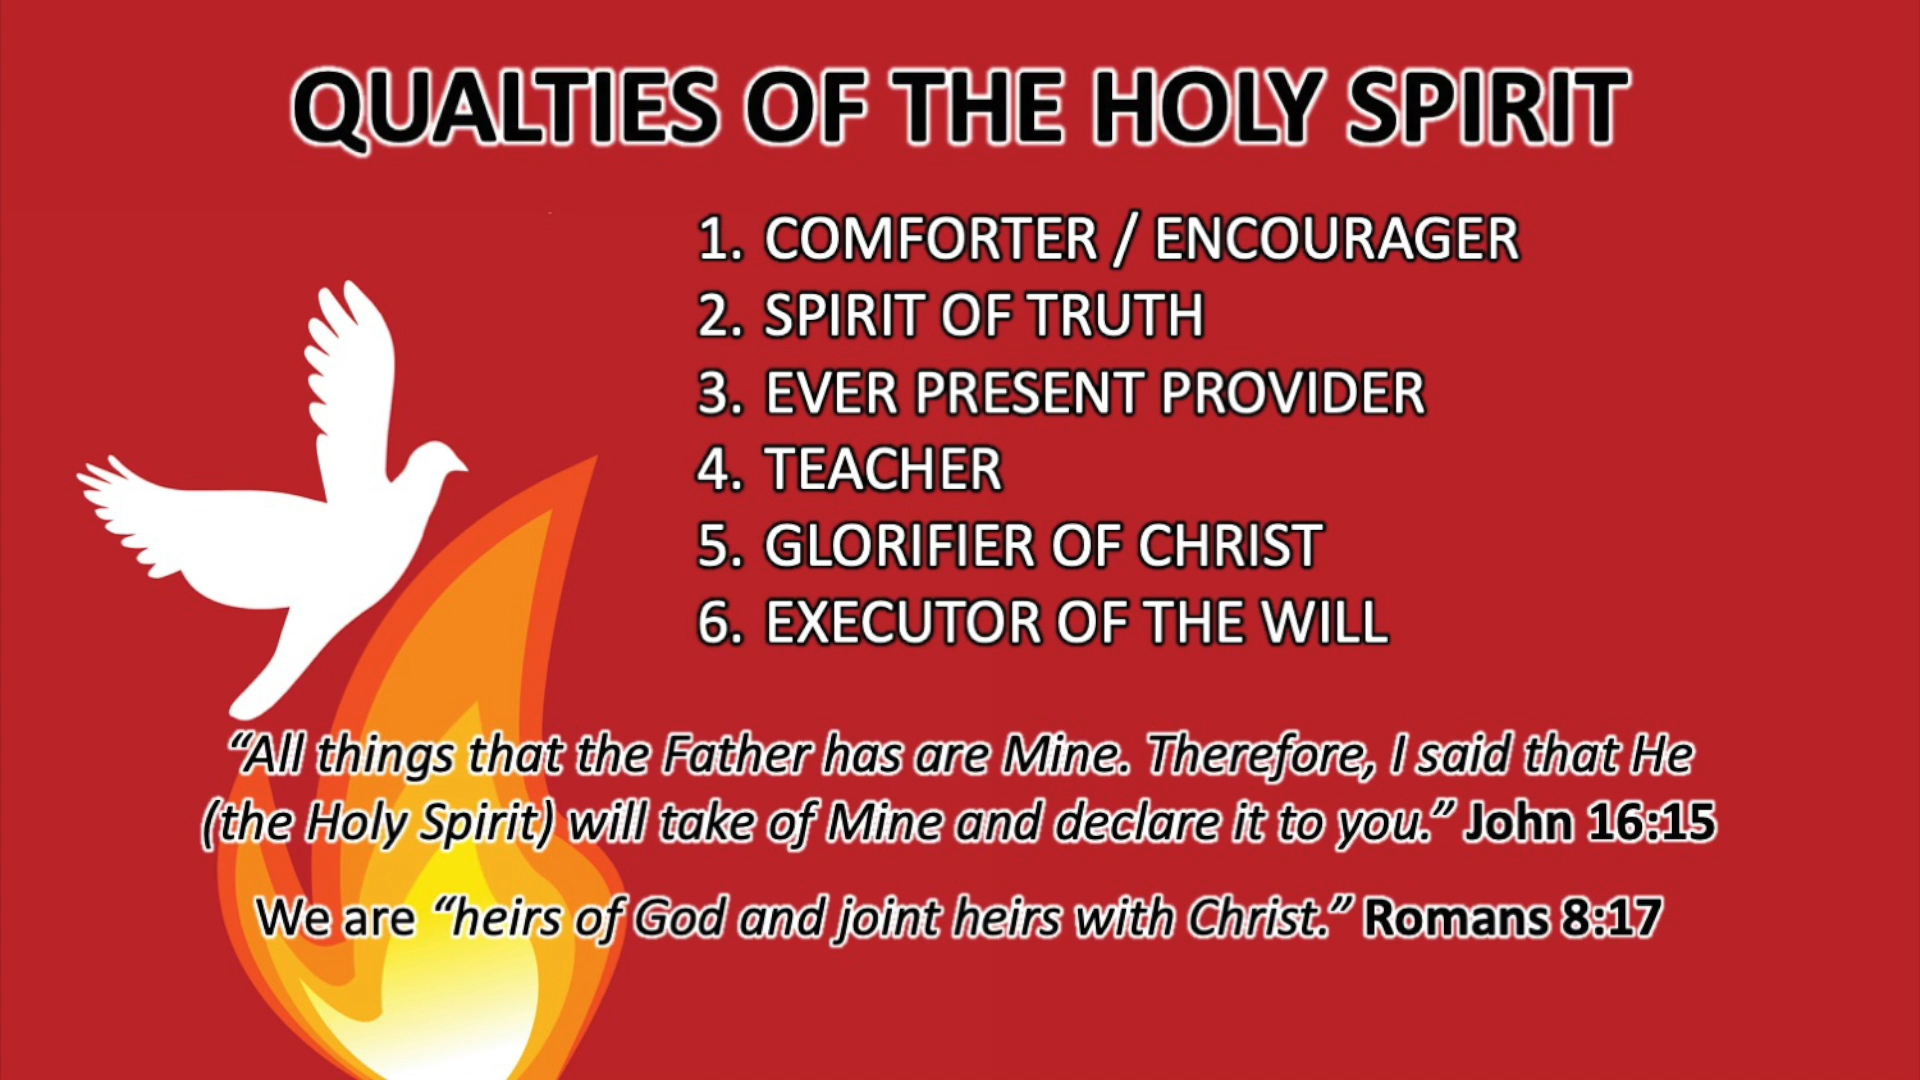 QUALTIES OF THE HOLY SPIRIT
1. COMFORTER / ENCOURAGER
2. SPIRIT OF TRUTH
3. EVER PRESENT PROVIDER
4. TEACHER
5. GLORIFIER OF CHRIST
6. EXECUTOR OF THE WILL
“All things that the Father has are Mine. Therefore, I said that He
(the Holy Spirit) will take of Mine and declare it to you.” John 16:15
We are “heirs of God and joint heirs with Christ.” Romans 8:17